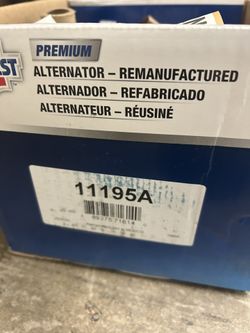 PREMIUM
ALTERNATOR – REMANUFACTURED
ALTERNADOR – REFABRICADO
ALTERNATEUR – RÉUSINÉ
11195A